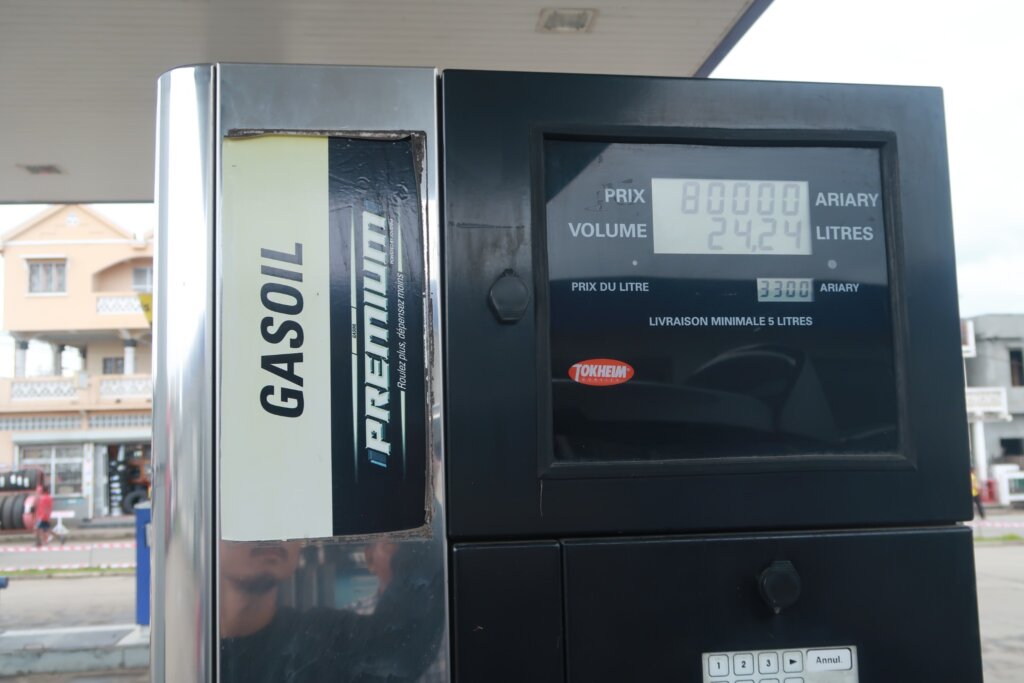 GASOIL
PREMIUM
Roulez plus, dépensez moins
PRIX 80000 ARIARY
VOLUME 24,24 LITRES
PRIX DU LITRE 3300 ARIARY
LIVRAISON MINIMALE 5 LITRES
TOKHEIM
1 2 3 Annul.